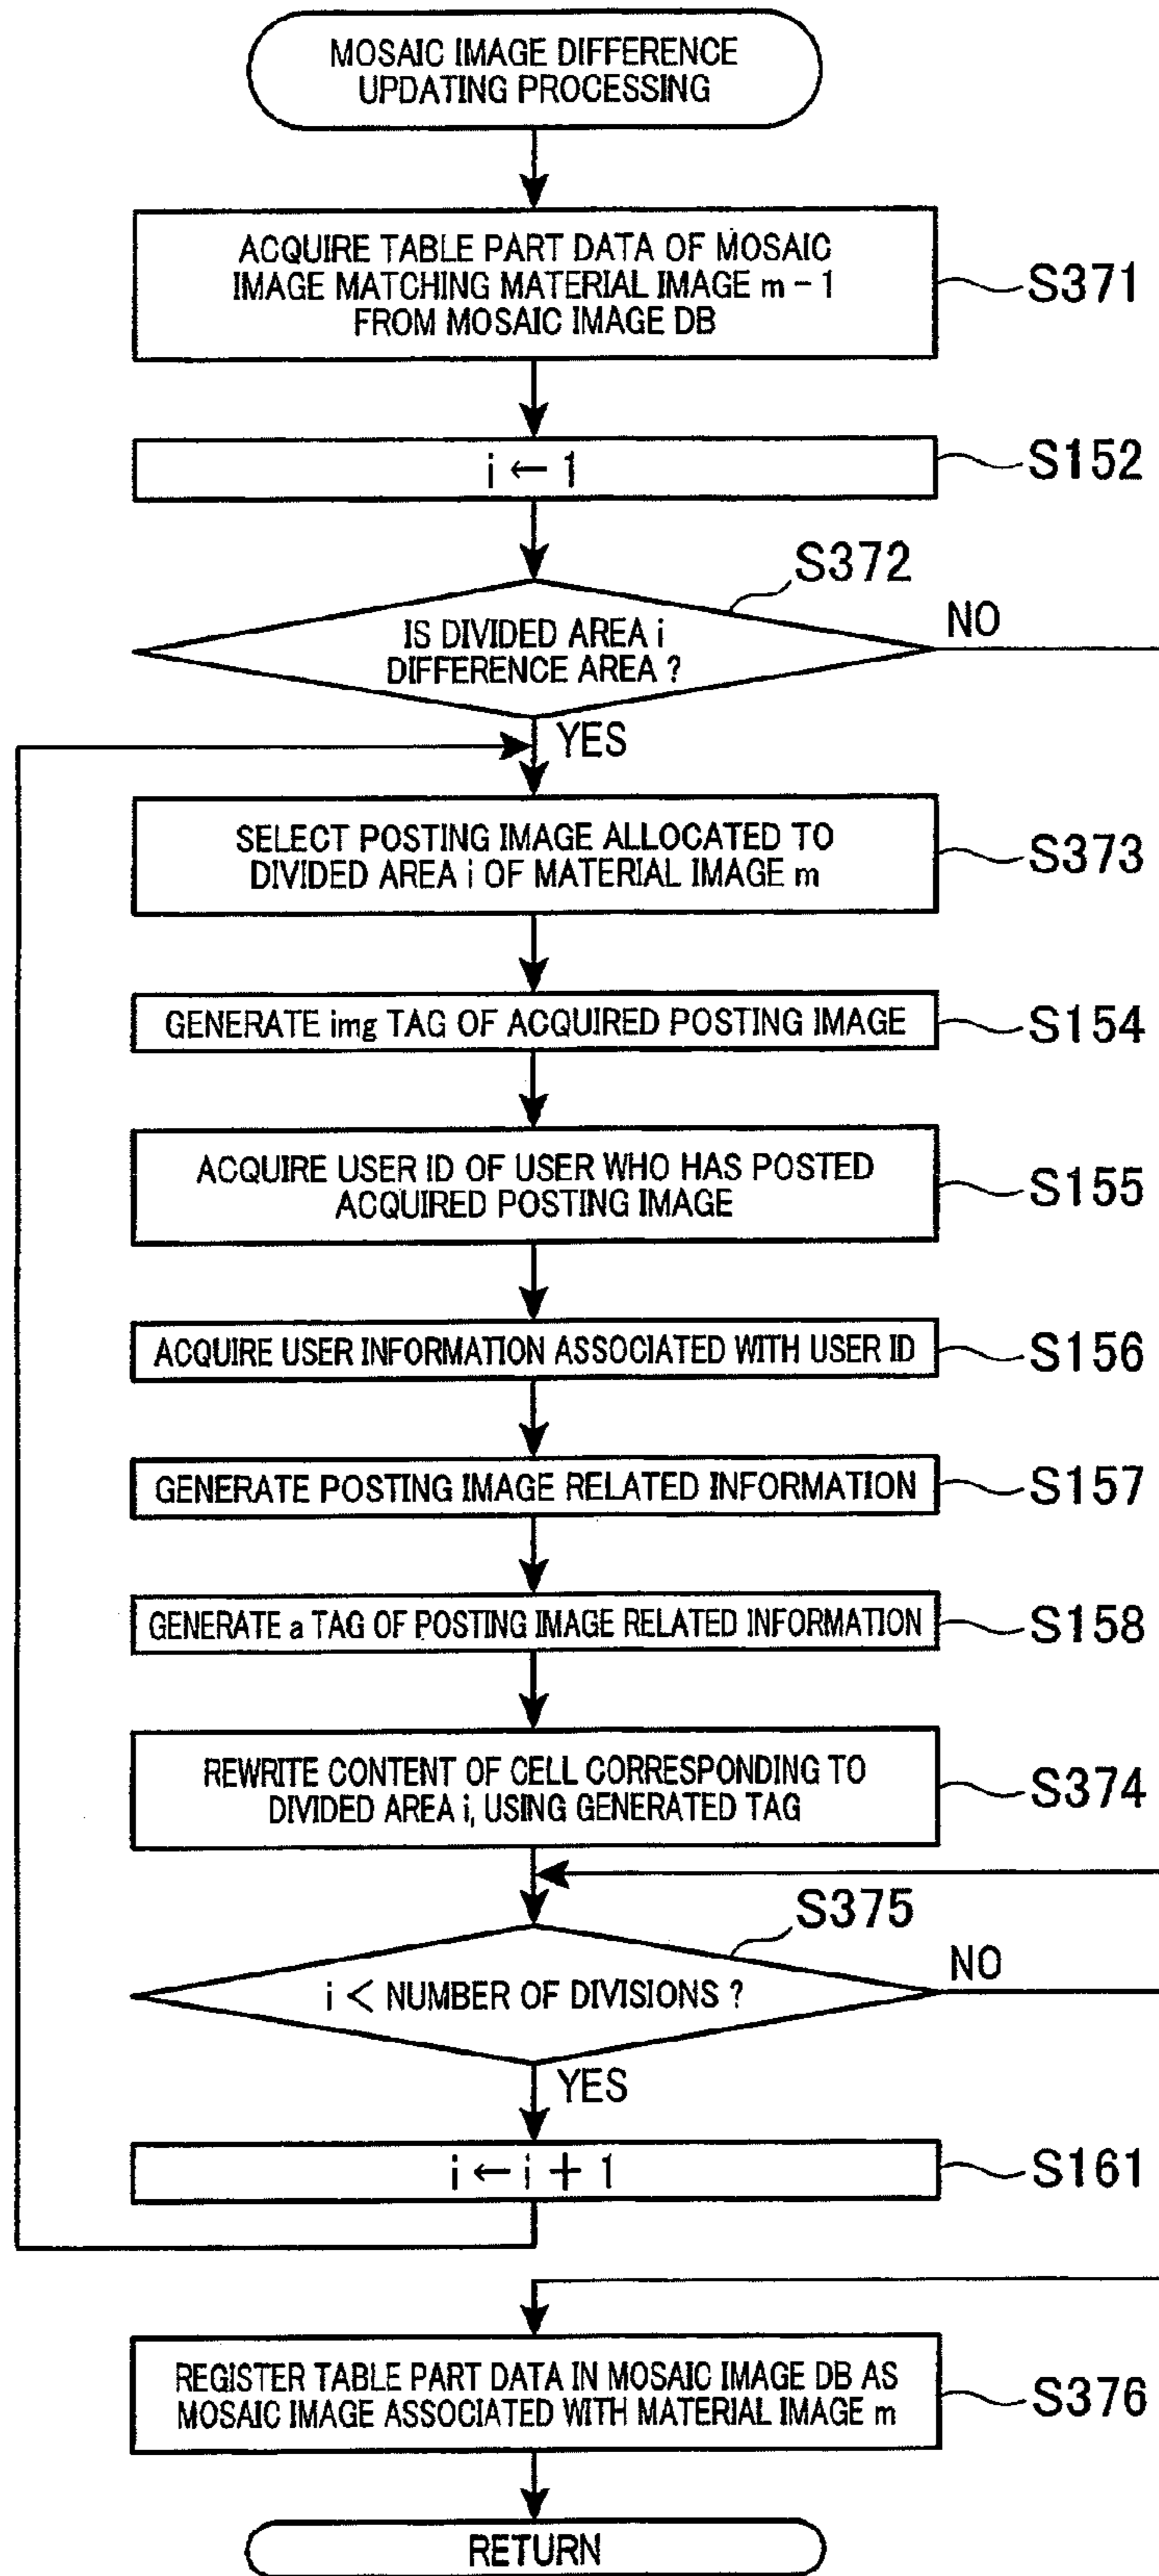 MOSAIC IMAGE DIFFERENCE
UPDATING PROCESSING
ACQUIRE TABLE PART DATA OF MOSAIC
IMAGE MATCHING MATERIAL IMAGE m - 1
FROM MOSAIC IMAGE DB
S371
i ← 1
S152
S372
IS DIVIDED AREA i
DIFFERENCE AREA ?
NO
YES
SELECT POSTING IMAGE ALLOCATED TO
DIVIDED AREA i OF MATERIAL IMAGE m
S373
GENERATE img TAG OF ACQUIRED POSTING IMAGE
S154
ACQUIRE USER ID OF USER WHO HAS POSTED
ACQUIRED POSTING IMAGE
S155
ACQUIRE USER INFORMATION ASSOCIATED WITH USER ID
S156
GENERATE POSTING IMAGE RELATED INFORMATION
S157
GENERATE a TAG OF POSTING IMAGE RELATED INFORMATION
S158
REWRITE CONTENT OF CELL CORRESPONDING TO
DIVIDED AREA i, USING GENERATED TAG
S374
S375
i < NUMBER OF DIVISIONS ?
NO
YES
i ← i + 1
S161
REGISTER TABLE PART DATA IN MOSAIC IMAGE DB AS
MOSAIC IMAGE ASSOCIATED WITH MATERIAL IMAGE m
S376
RETURN